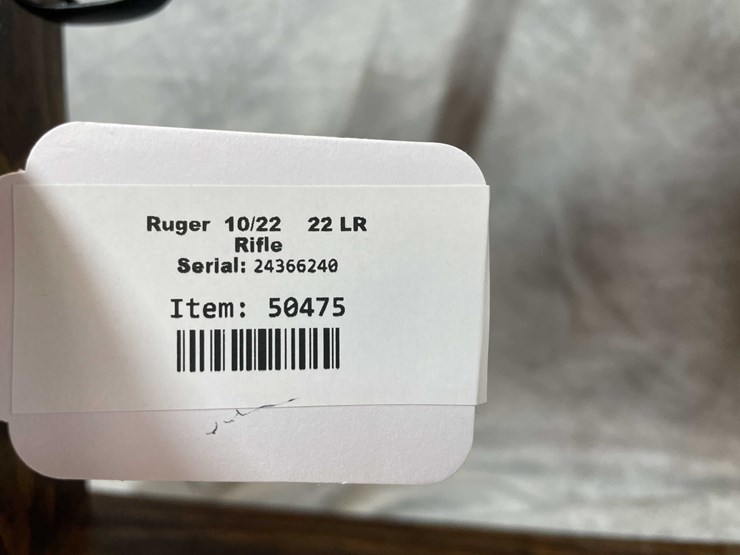 Ruger 10/22 22 LR
Rifle
Serial: 24366240
Item: 50475